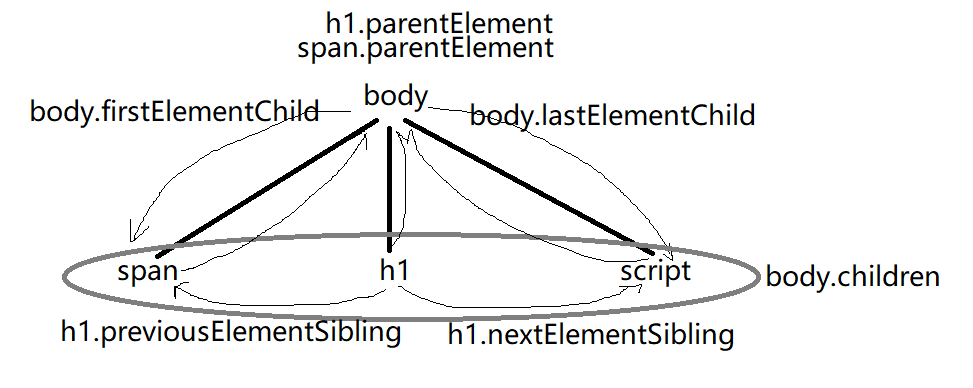 h1.parentElement
span.parentElement
body
body.firstElementChild
body.lastElementChild
span
h1
script
body.children
h1.previousElementSibling
h1.nextElementSibling